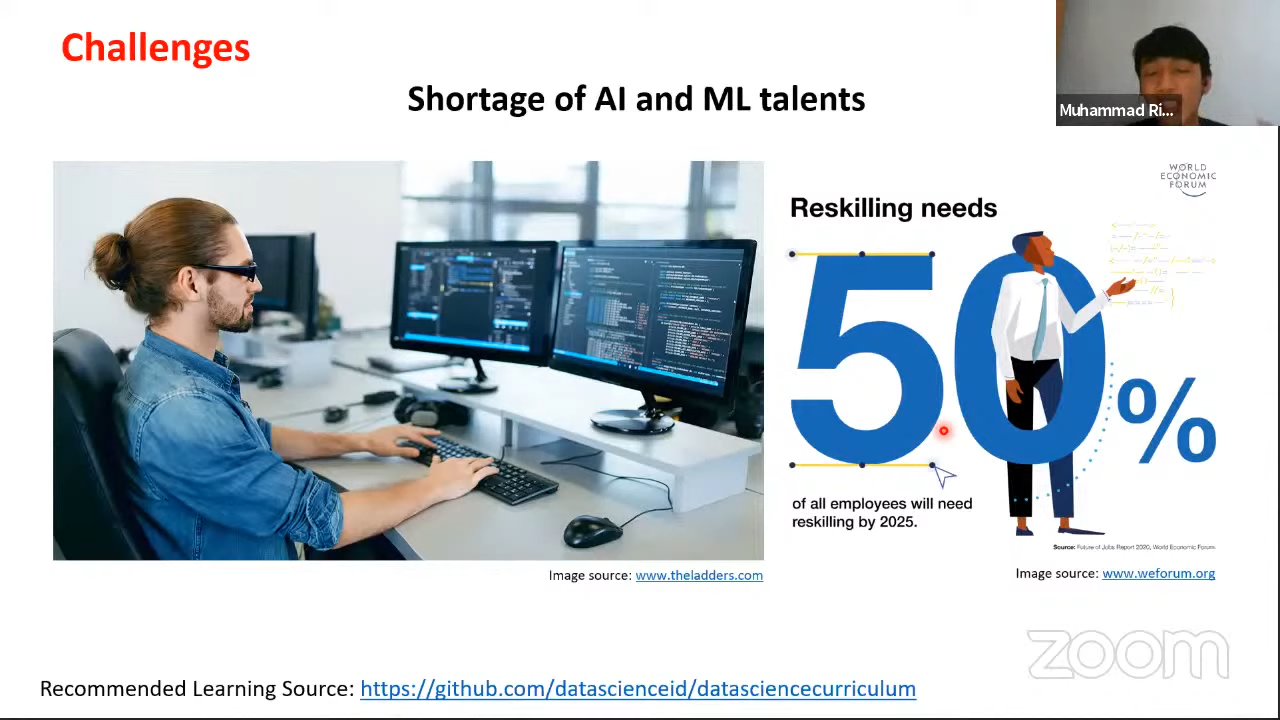 Challenges
Shortage of AI and ML talents
Muhammad Ri...
WORLD
ECONOMIC
FORUM
Reskilling needs
50%
of all employees will need
reskilling by 2025.
Source: Future of Jobs Report 2020, World Economic Forum
Image source: www.theladders.com
Image source: www.weforum.org
zoom
Recommended Learning Source: https://github.com/datascienceid/datasciencecurriculum